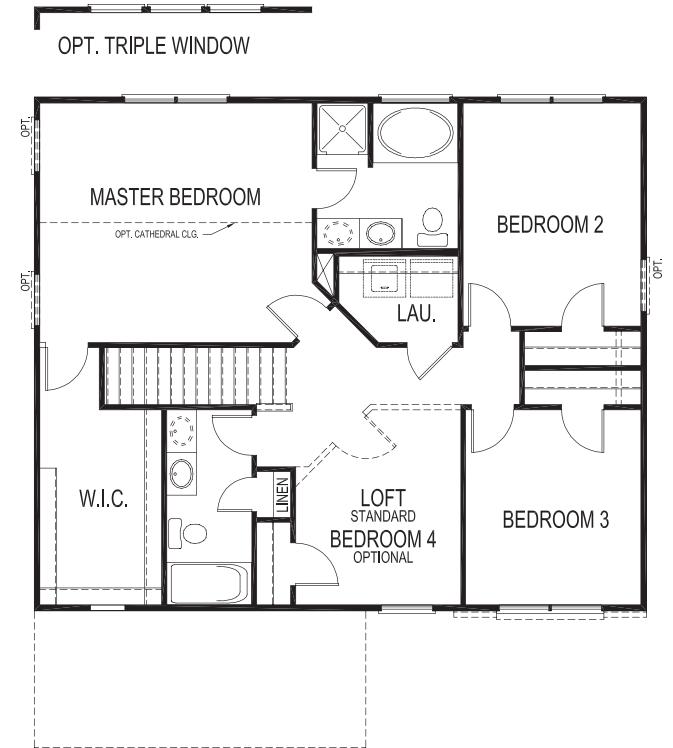 OPT. TRIPLE WINDOW
OPT.
MASTER BEDROOM
OPT. CATHEDRAL CLG.
BEDROOM 2
OPT.
OPT.
LAU.
W.I.C.
LINEN
LOFT
STANDARD
BEDROOM 4
OPTIONAL
BEDROOM 3